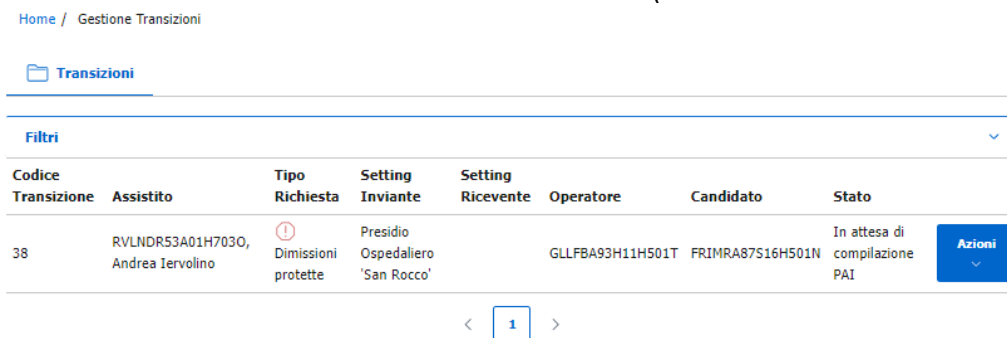 Home / Gestione Transizioni
Transizioni
Filtri
Codice Transizione Assistito Tipo Richiesta Setting Inviante Setting Ricevente Operatore Candidato Stato
38 RVLNDR53A01H703O, Andrea Iervolino Dimissioni protette Presidio Ospedaliero 'San Rocco' GLLFBA93H11H501T FRIMRA87S16H501N In attesa di compilazione PAI Azioni
1